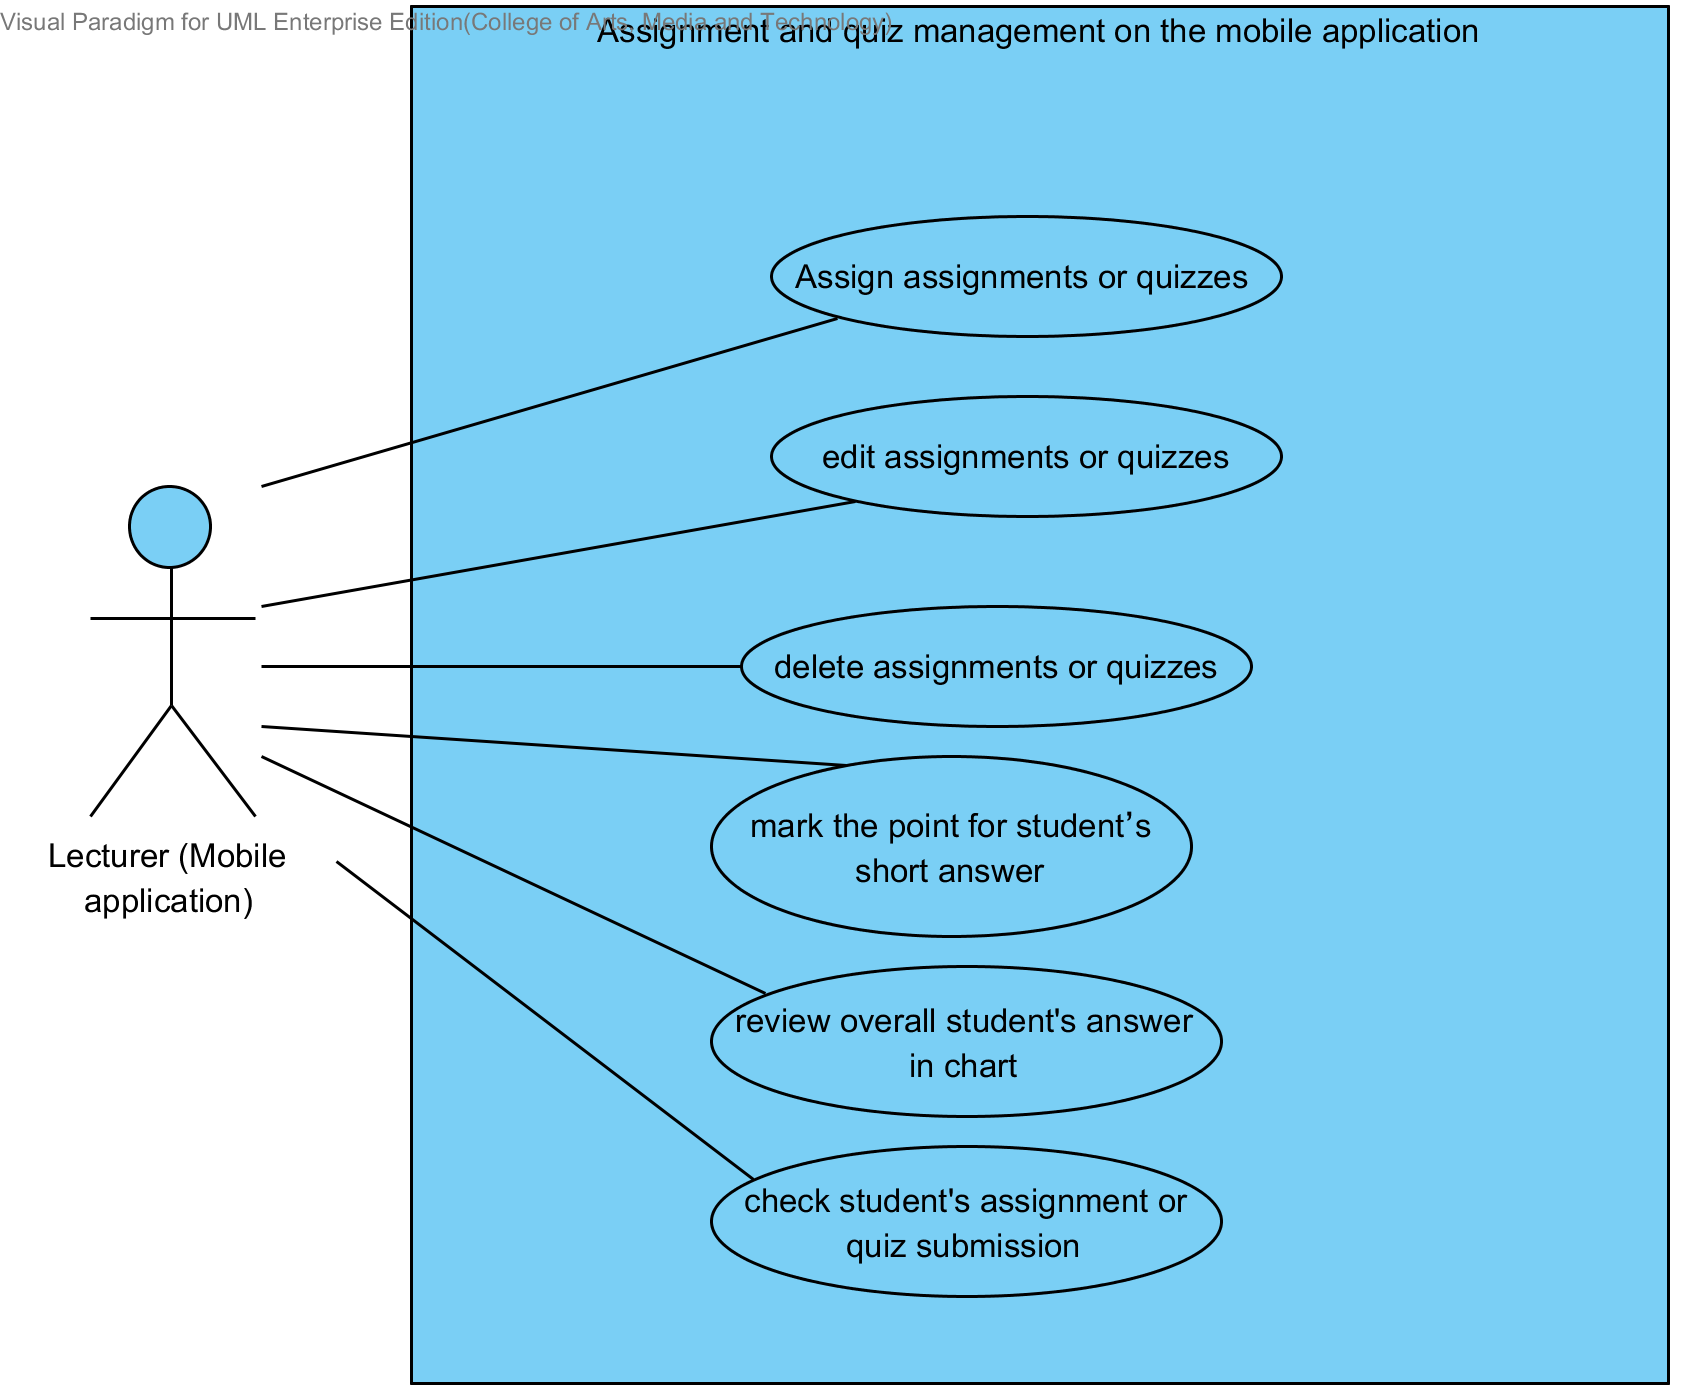 Visual Paradigm for UML Enterprise Edition(College of Arts, Media and Technology)
Assignment and quiz management on the mobile application
Assign assignments or quizzes
edit assignments or quizzes
delete assignments or quizzes
mark the point for student’s
short answer
Lecturer (Mobile
application)
review overall student's answer
in chart
check student's assignment or
quiz submission